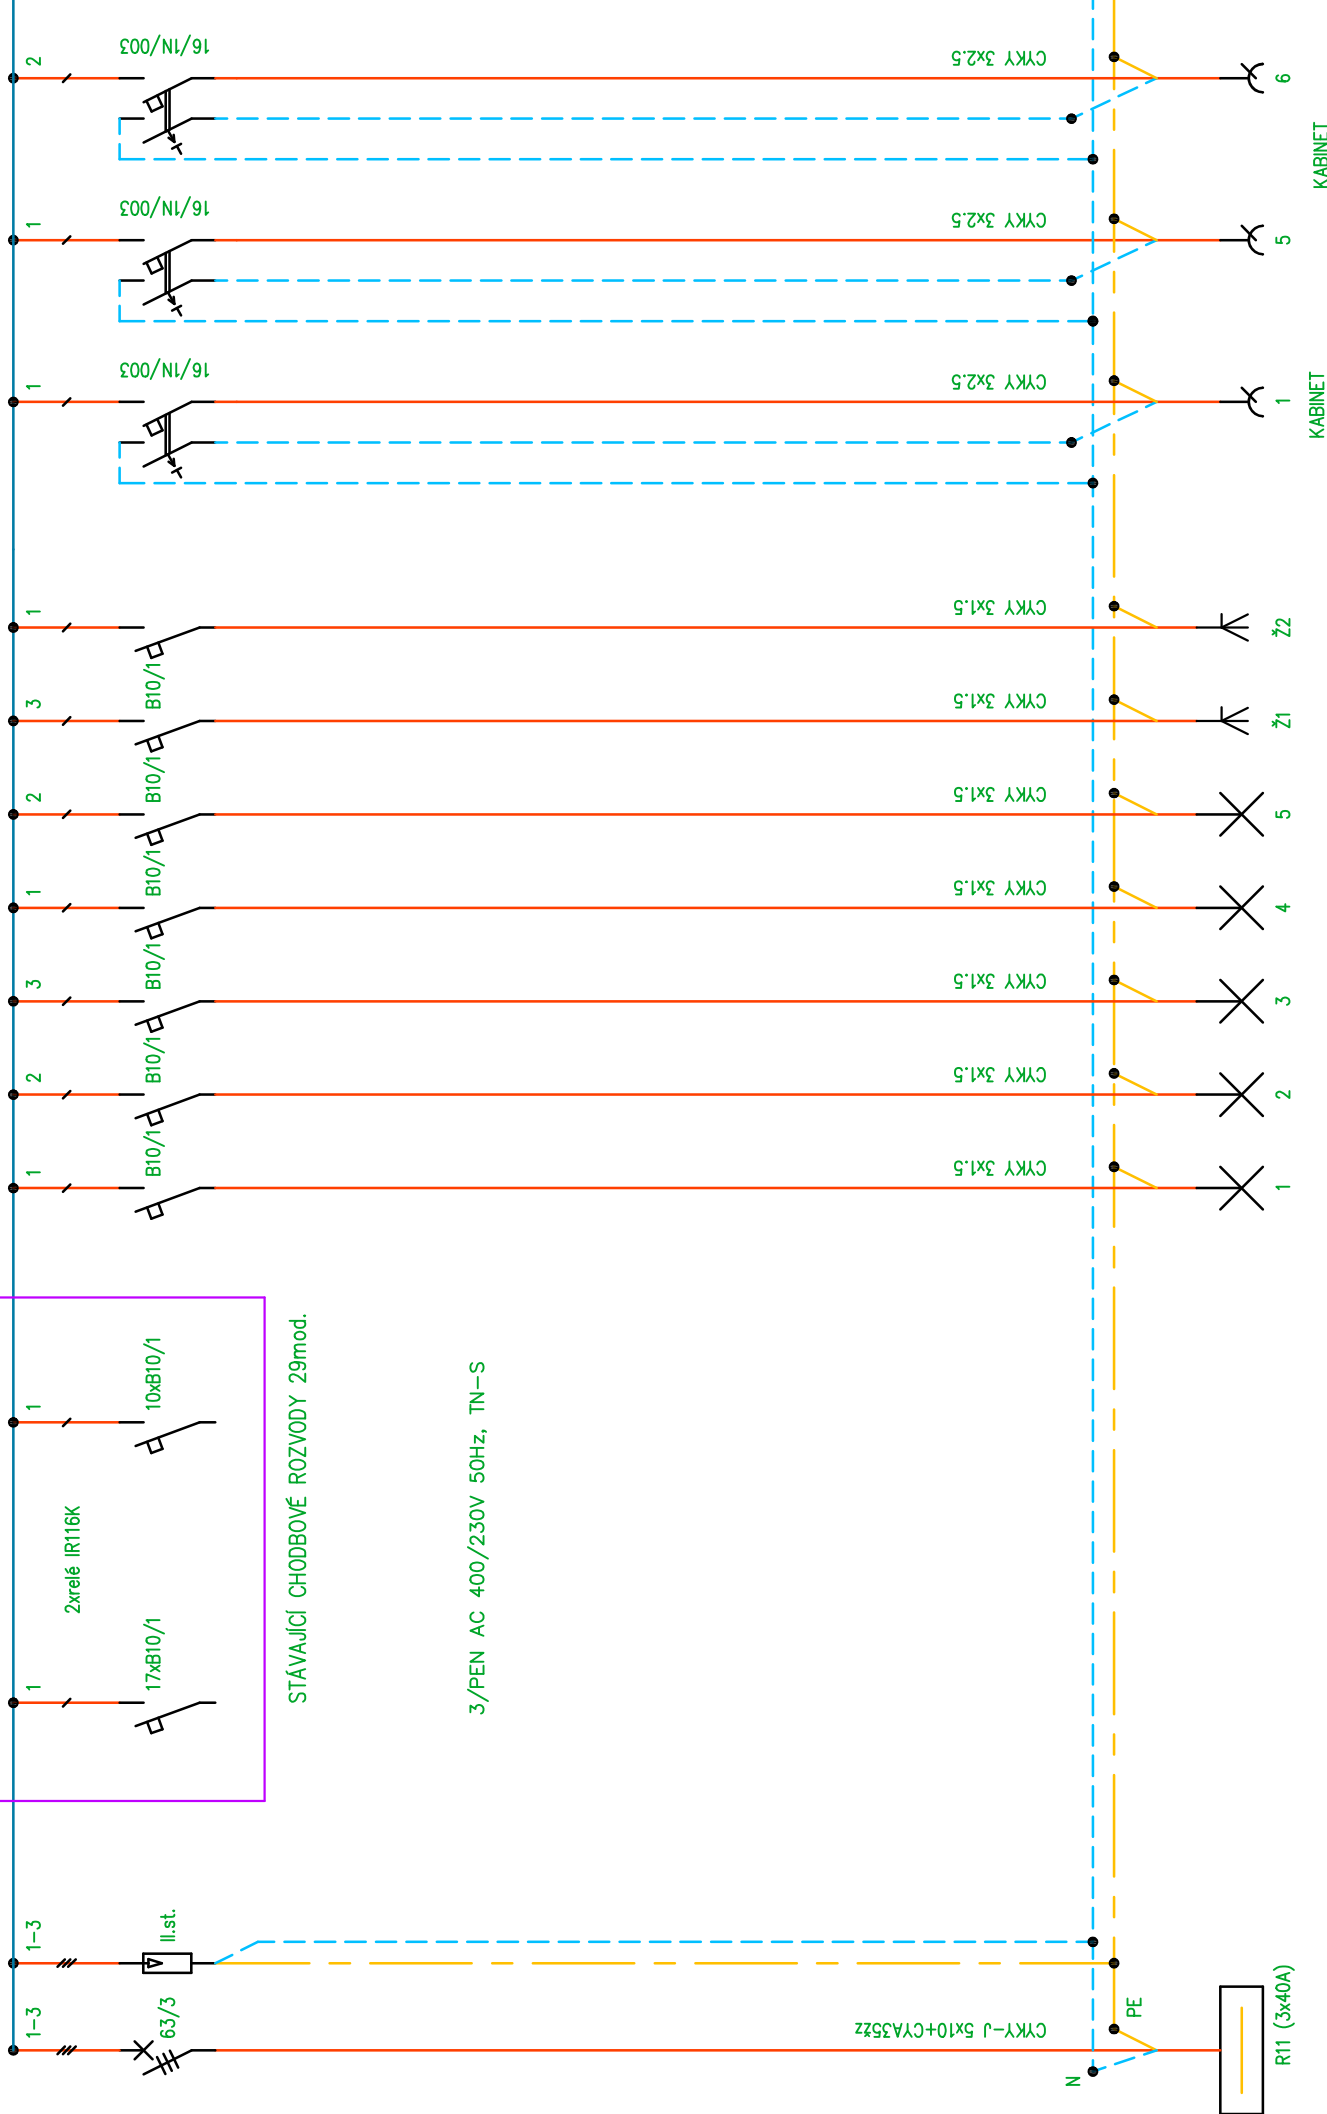 1-3
63/3
CYKY-J 5x10+CYA35žz
N
PE
R11 (3x40A)
1-3
II.st.
1
17xB10/1
2xrelé IR116K
1
10xB10/1
STÁVAJÍCÍ CHODBOVÉ ROZVODY 29mod.
3/PEN AC 400/230V 50Hz, TN-S
1
B10/1
CYKY 3x1.5
1
2
B10/1
CYKY 3x1.5
2
3
B10/1
CYKY 3x1.5
3
1
B10/1
CYKY 3x1.5
4
2
B10/1
CYKY 3x1.5
5
3
B10/1
CYKY 3x1.5
Ž1
1
B10/1
CYKY 3x1.5
Ž2
1
16/1N/003
CYKY 3x2.5
1
KABINET
1
16/1N/003
CYKY 3x2.5
5
2
16/1N/003
CYKY 3x2.5
6
KABINET